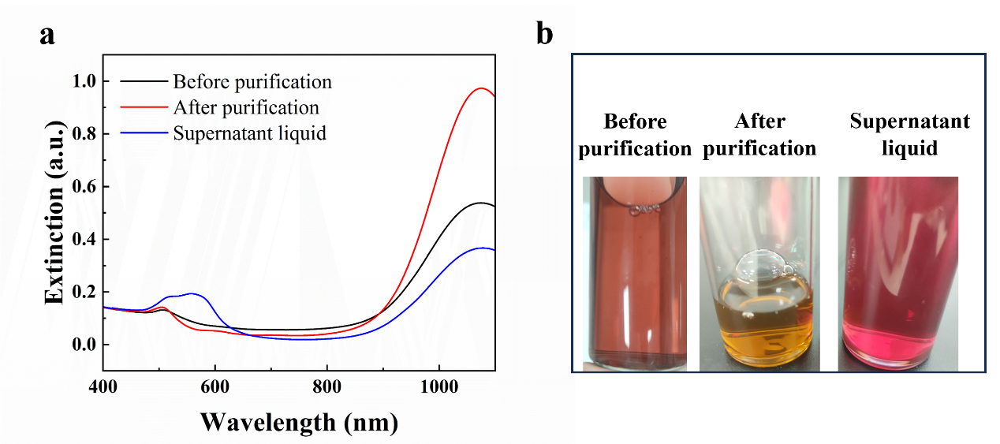 a
Extinction (a.u.)
1.0
0.8
0.6
0.4
0.2
0.0
Before purification
After purification
Supernatant liquid
400
600
800
1000
Wavelength (nm)
b
Before
purification
After
purification
Supernatant
liquid